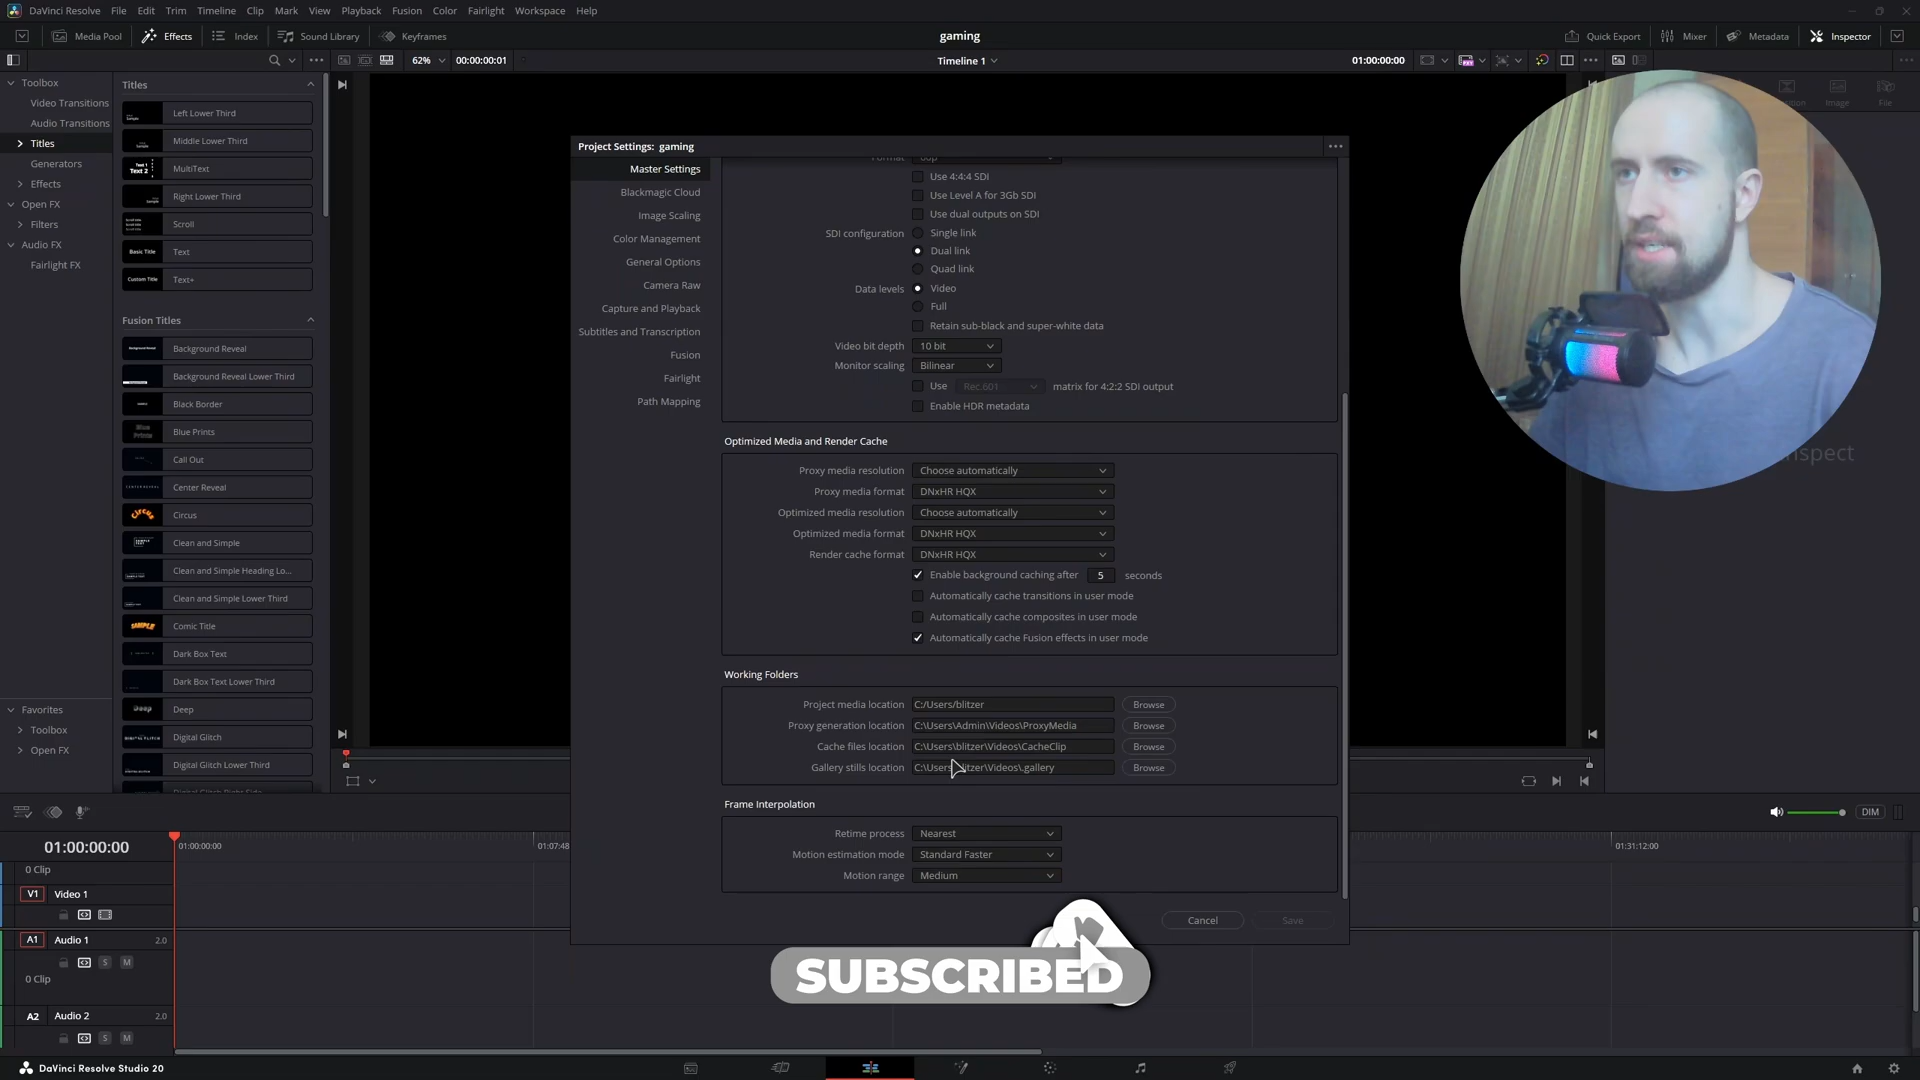 DaVinci Resolve File Edit Trim Timeline Clip Mark View Playback Fusion Color Fairlight Workspace Help
Media Pool Effects Index Sound Library Keyframes gaming Quick Export Mixer Metadata Inspector
62% 00:00:00:01 Timeline 1 01:00:00:00
Toolbox
Video Transitions
Audio Transitions
Titles
Generators
Effects
Open FX
Filters
Audio FX
Fairlight FX
Favorites
Toolbox
Open FX
Titles
Left Lower Third
Middle Lower Third
Text 1
Text 2 MultiText
Right Lower Third
Scroll
Basic Title Text
Custom Title Text+
Fusion Titles
Background Reveal
Background Reveal Lower Third
Black Border
Blue Prints
Call Out
Center Reveal
Circus
Clean and Simple
Clean and Simple Heading Lo...
Clean and Simple Lower Third
Comic Title
Dark Box Text
Dark Box Text Lower Third
Deep
Digital Glitch
Digital Glitch Lower Third
Project Settings: gaming
Master Settings
Blackmagic Cloud
Image Scaling
Color Management
General Options
Camera Raw
Capture and Playback
Subtitles and Transcription
Fusion
Fairlight
Path Mapping
Use 4:4:4 SDI
Use Level A for 3Gb SDI
Use dual outputs on SDI
SDI configuration Single link
Dual link
Quad link
Data levels Video
Full
Retain sub-black and super-white data
Video bit depth 10 bit
Monitor scaling Bilinear
Use Rec.601 matrix for 4:2:2 SDI output
Enable HDR metadata
Optimized Media and Render Cache
Proxy media resolution Choose automatically
Proxy media format DNxHR HQX
Optimized media resolution Choose automatically
Optimized media format DNxHR HQX
Render cache format DNxHR HQX
Enable background caching after 5 seconds
Automatically cache transitions in user mode
Automatically cache composites in user mode
Automatically cache Fusion effects in user mode
Working Folders
Project media location C:/Users/blitzer Browse
Proxy generation location C:\Users\Admin\Videos\ProxyMedia Browse
Cache files location C:\Users\blitzer\Videos\CacheClip Browse
Gallery stills location Browse
Frame Interpolation
Retime process Nearest
Motion estimation mode Standard Faster
Motion range Medium
Cancel Save
Image File
SUBSCRIBED
DIM
01:00:00:00 01:00:00:00 01:07:48 01:31:12:00
0 Clip
V1 Video 1
A1 Audio 1 2.0
S M
0 Clip
A2 Audio 2 2.0
S M
DaVinci Resolve Studio 20